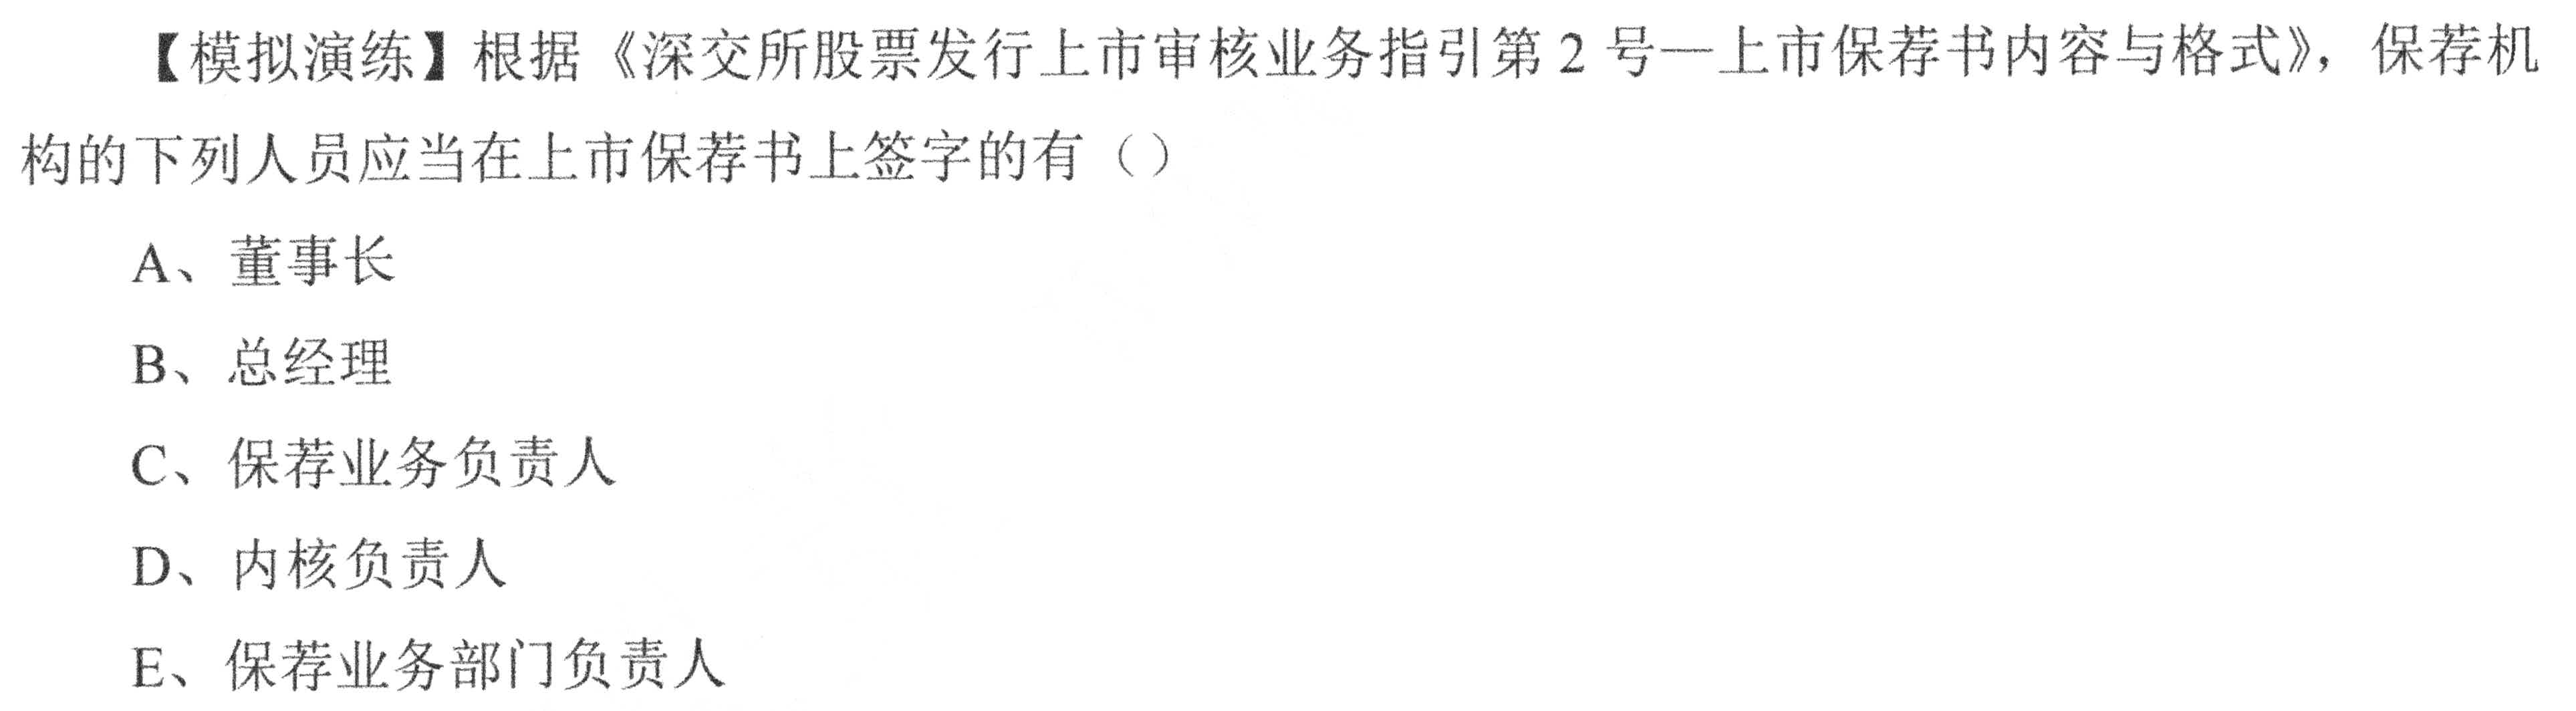 【模拟演练】根据《深交所股票发行上市审核业务指引第 2 号—上市保荐书内容与格式》，保荐机
构的下列人员应当在上市保荐书上签字的有（）
A、董事长
B、总经理
C、保荐业务负责人
D、内核负责人
E、保荐业务部门负责人